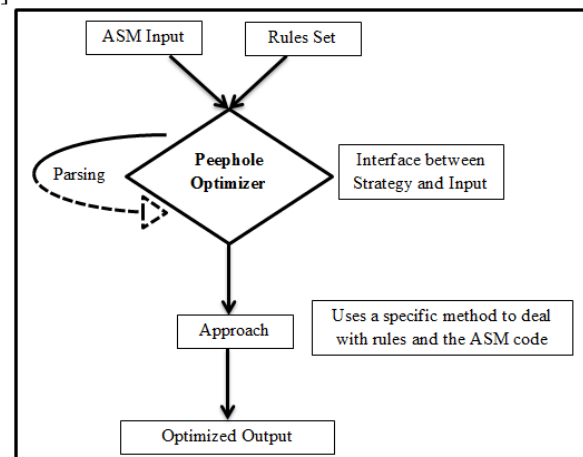 ]
ASM Input
Rules Set
Parsing
Peephole
Optimizer
Interface between
Strategy and Input
Approach
Uses a specific method to deal
with rules and the ASM code
Optimized Output